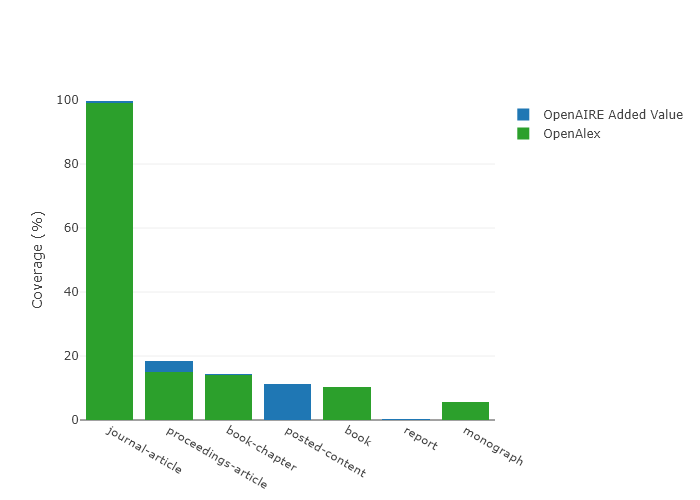 OpenAIRE Added Value
OpenAlex
Coverage (%)
100
80
60
40
20
0
journal-article
proceedings-article
book-chapter
posted-content
book
report
monograph